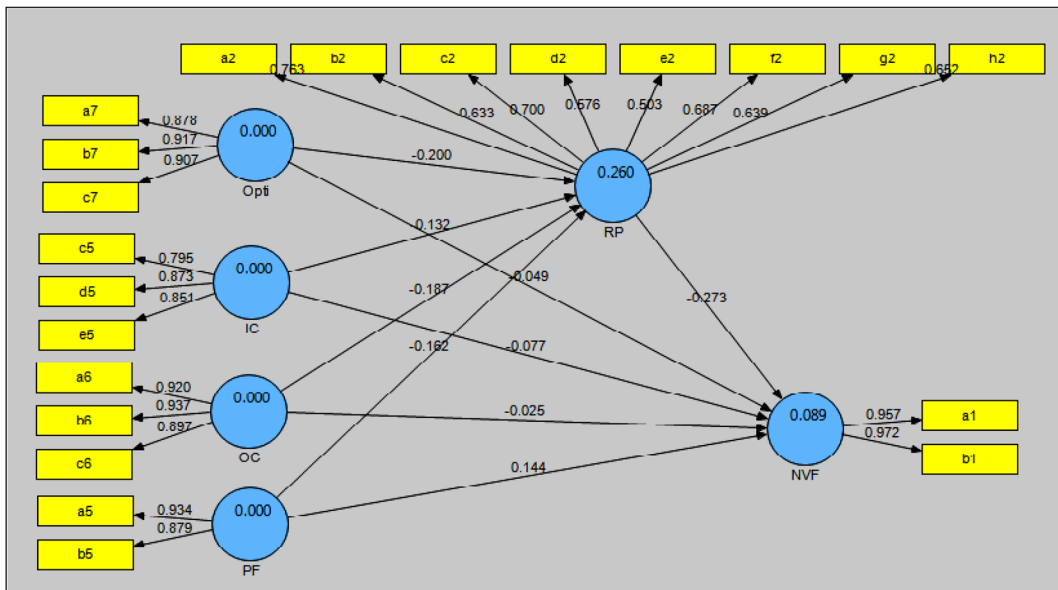 a2
b2
c2
d2
e2
f2
g2
h2
0.763
0.633
0.700
0.576
0.503
0.687
0.639
0.652
a7
b7
c7
0.878
0.917
0.907
0.000
Opti
-0.200
0.260
RP
c5
d5
e5
0.795
0.873
0.851
0.000
IC
-0.132
-0.049
-0.187
-0.273
-0.162
-0.077
a6
b6
c6
0.920
0.937
0.897
0.000
OC
-0.025
0.089
NVF
0.957
0.972
a1
b1
a5
b5
0.934
0.879
0.000
PF
0.144